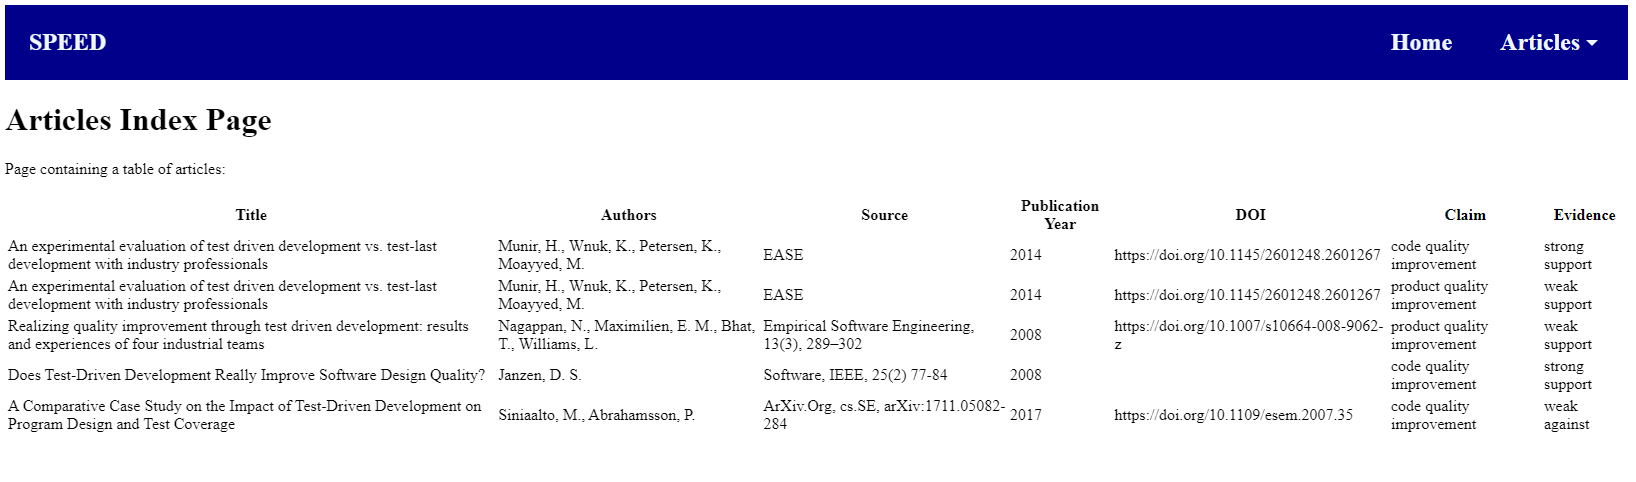 SPEED Home Articles
Articles Index Page
Page containing a table of articles:
Title Authors Source Publication Year DOI Claim Evidence
An experimental evaluation of test driven development vs. test-last development with industry professionals Munir, H., Wnuk, K., Petersen, K., Moayyed, M. EASE 2014 https://doi.org/10.1145/2601248.2601267 code quality improvement strong support
An experimental evaluation of test driven development vs. test-last development with industry professionals Munir, H., Wnuk, K., Petersen, K., Moayyed, M. EASE 2014 https://doi.org/10.1145/2601248.2601267 product quality improvement weak support
Realizing quality improvement through test driven development: results and experiences of four industrial teams Nagappan, N., Maximilien, E. M., Bhat, T., Williams, L. Empirical Software Engineering, 13(3), 289–302 2008 https://doi.org/10.1007/s10664-008-9062-z product quality improvement weak support
Does Test-Driven Development Really Improve Software Design Quality? Janzen, D. S. Software, IEEE, 25(2) 77-84 2008 code quality improvement strong support
A Comparative Case Study on the Impact of Test-Driven Development on Program Design and Test Coverage Siniaalto, M., Abrahamsson, P. ArXiv.Org, cs.SE, arXiv:1711.05082-284 2017 https://doi.org/10.1109/esem.2007.35 code quality improvement weak against